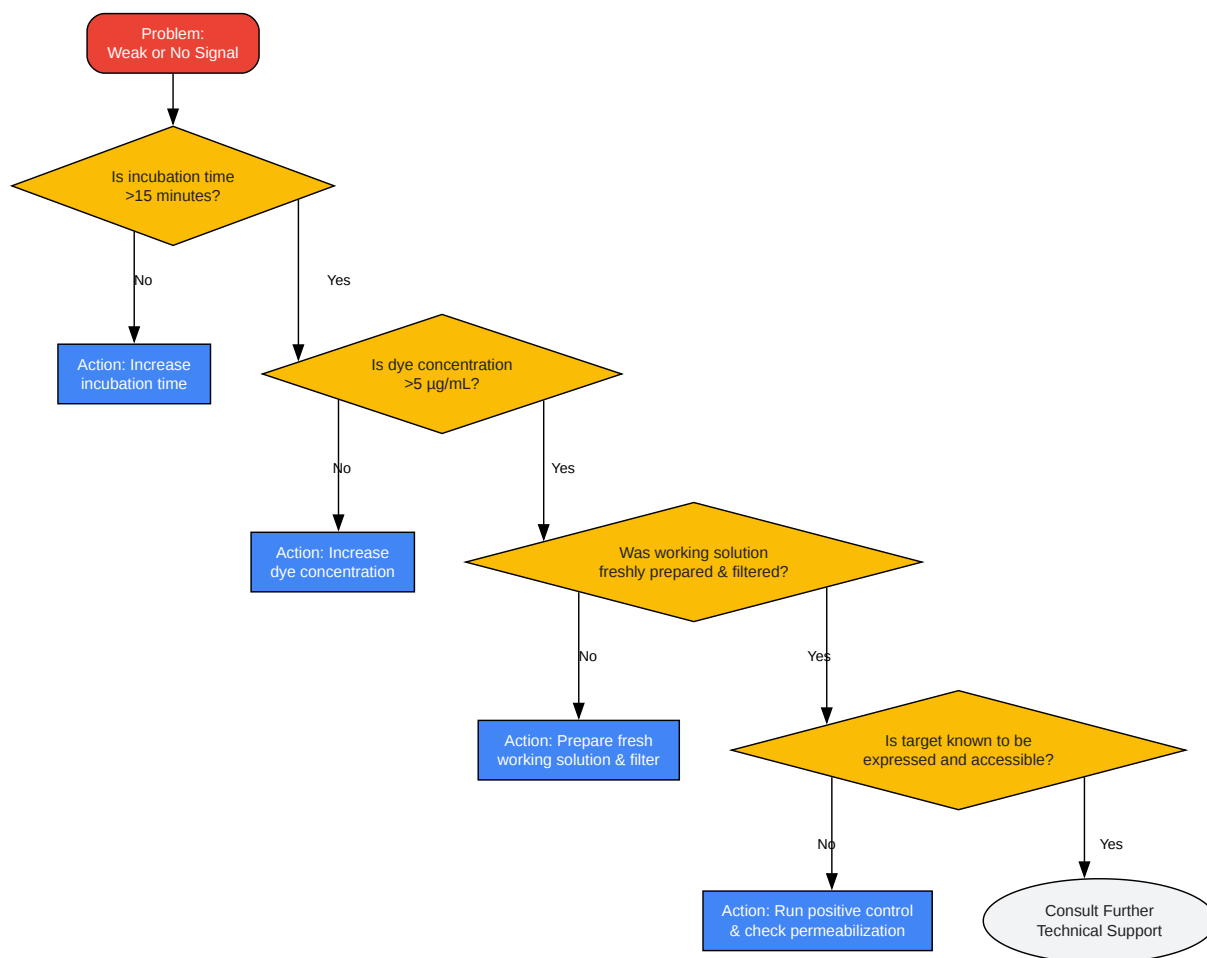 Problem:
Weak or No Signal
Is incubation time
>15 minutes?
No
Yes
Action: Increase
incubation time
Is dye concentration
>5 µg/mL?
No
Yes
Action: Increase
dye concentration
Was working solution
freshly prepared & filtered?
No
Yes
Action: Prepare fresh
working solution & filter
Is target known to be
expressed and accessible?
No
Yes
Action: Run positive control
& check permeabilization
Consult Further
Technical Support